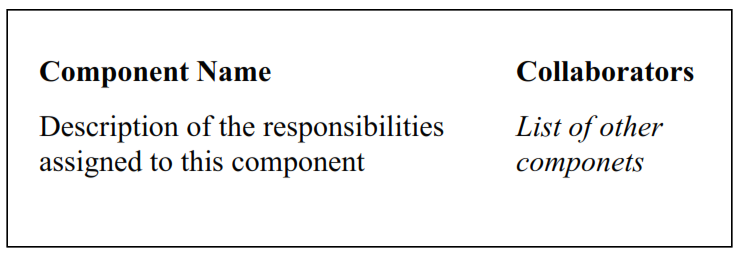 Component Name
Collaborators
Description of the responsibilities
assigned to this component
List of other
componets